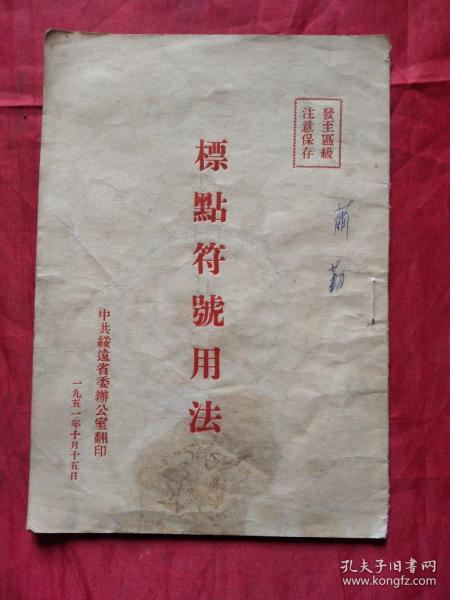 發至區級
注意保存
蕭勤
標點符號用法
中共綏遠省委辦公室翻印
一九五一年十月十五日
孔夫子旧书网
www.kongfz.com